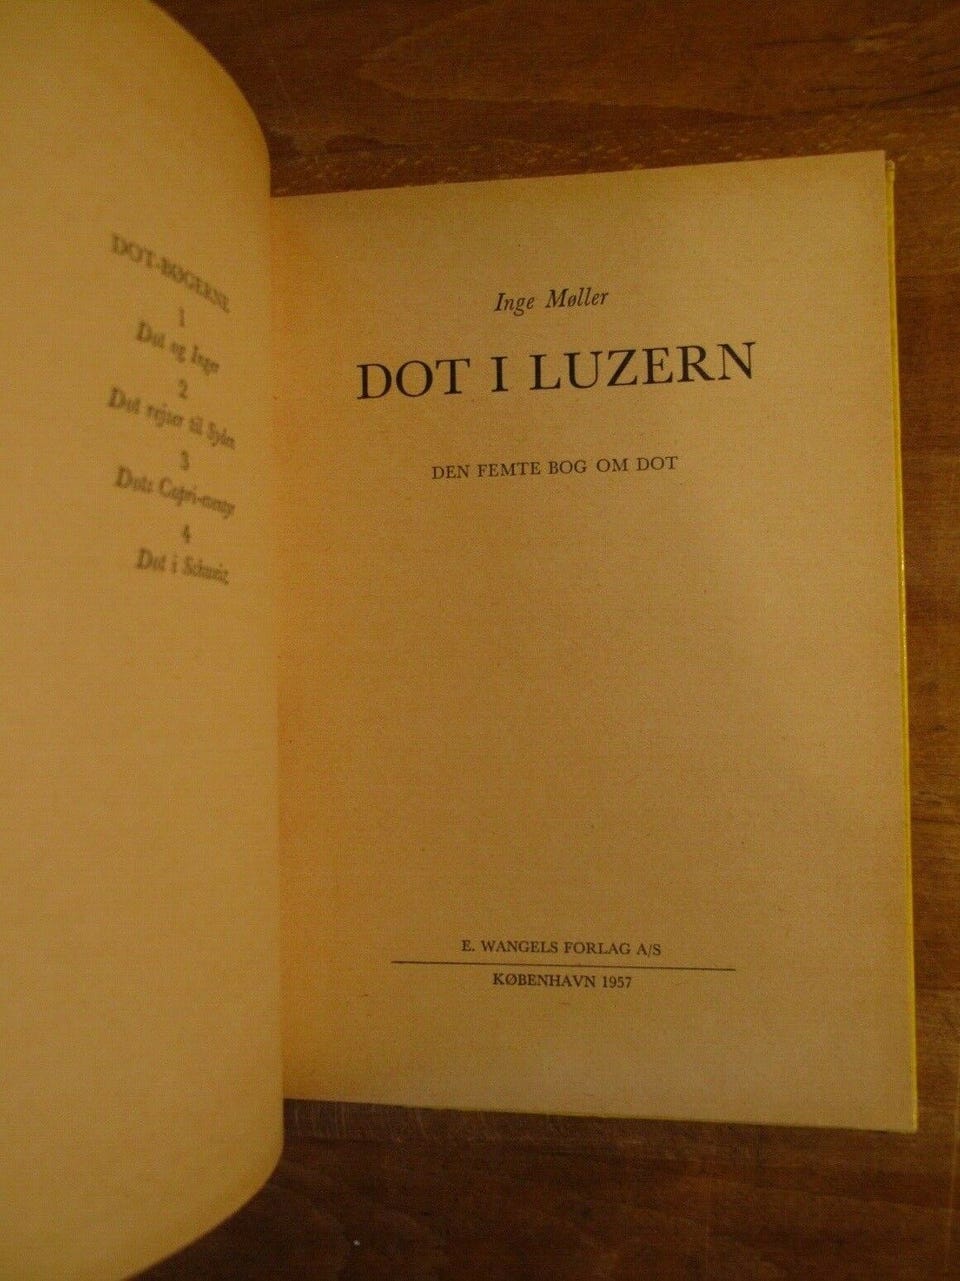 DOT-BØGERNE
1
Dot og Inger
2
Dot rejser til Syden
3
Dots Capri-eventyr
4
Dot i Schweiz
Inge Møller
DOT I LUZERN
DEN FEMTE BOG OM DOT
E. WANGELS FORLAG A/S
KØBENHAVN 1957